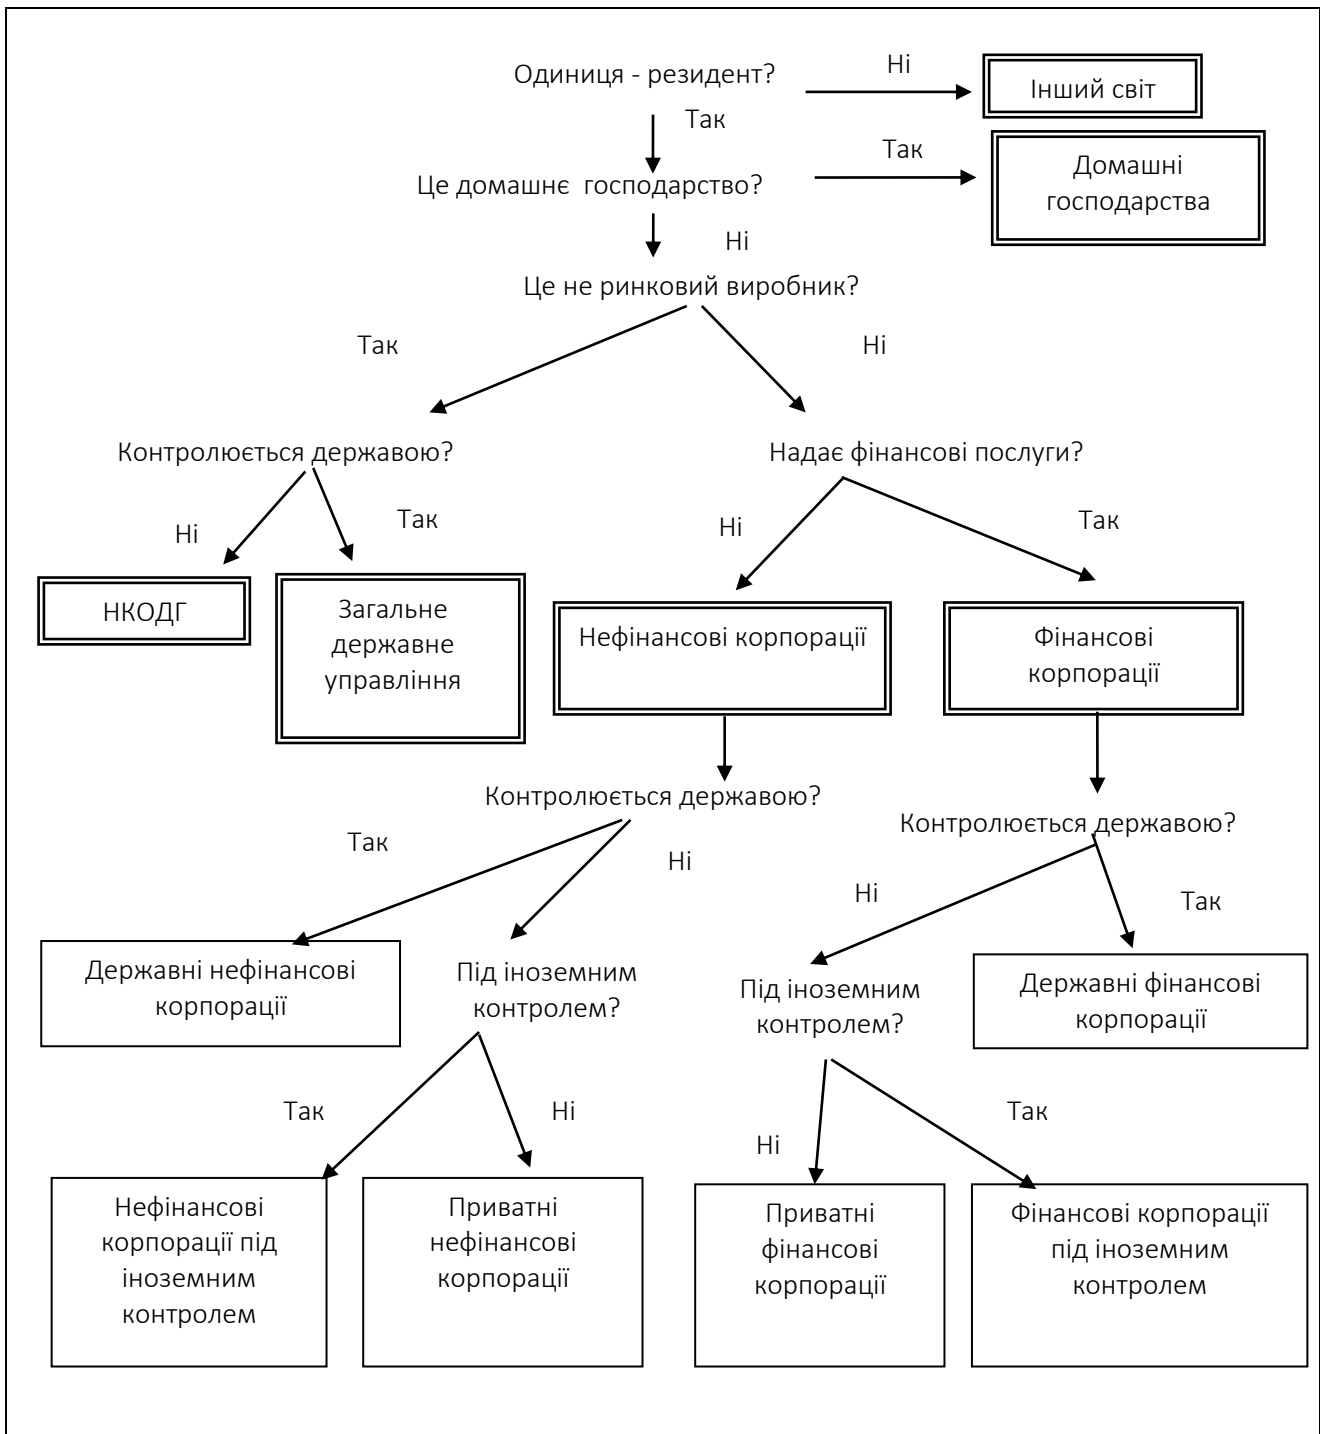 Одиниця - резидент?
Ні
Інший світ
Так
Це домашнє господарство?
Так
Домашні
господарства
Ні
Це не ринковий виробник?
Так
Ні
Контролюється державою?
Надає фінансові послуги?
Ні
Так
Ні
Так
НКОДГ
Загальне
державне
управління
Нефінансові корпорації
Фінансові
корпорації
Контролюється державою?
Контролюється державою?
Так
Ні
Ні
Так
Державні нефінансові
корпорації
Під іноземним
контролем?
Під іноземним
контролем?
Державні фінансові
корпорації
Так
Ні
Ні
Так
Нефінансові
корпорації під
іноземним
контролем
Приватні
нефінансові
корпорації
Приватні
фінансові
корпорації
Фінансові корпорації
під іноземним
контролем